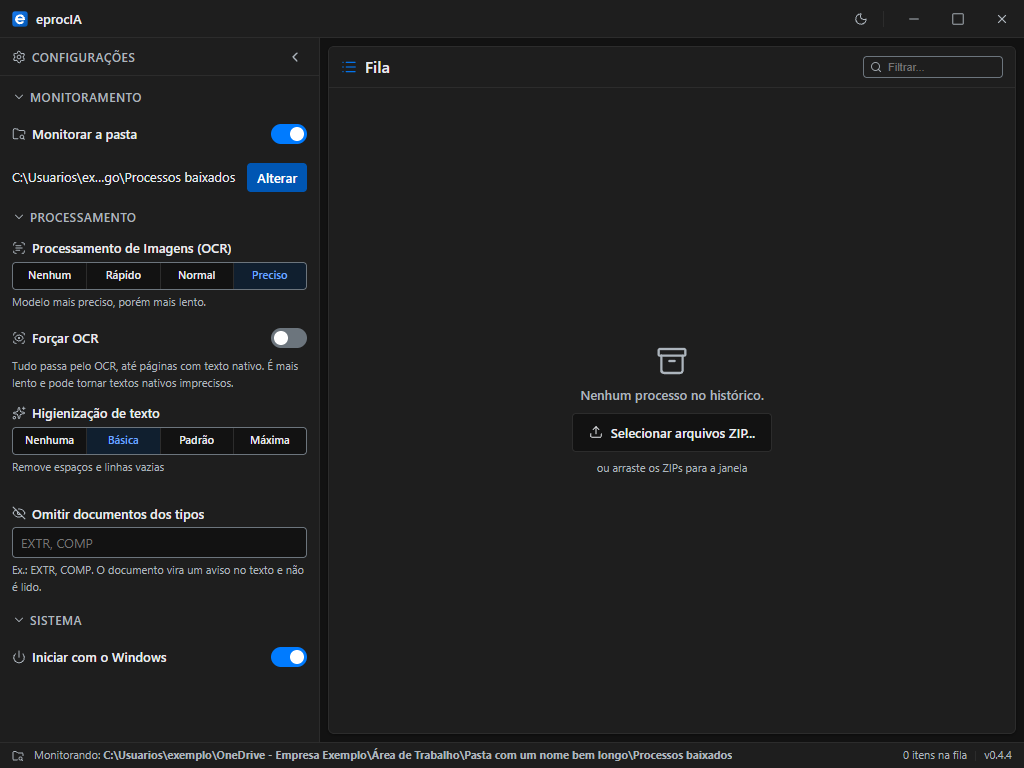 eprocIA
CONFIGURAÇÕES
MONITORAMENTO
Monitorar a pasta
C:\Usuarios\ex...go\Processos baixados
Alterar
PROCESSAMENTO
Processamento de Imagens (OCR)
Nenhum Rápido Normal Preciso
Modelo mais preciso, porém mais lento.
Forçar OCR
Tudo passa pelo OCR, até páginas com texto nativo. É mais
lento e pode tornar textos nativos imprecisos.
Higienização de texto
Nenhuma Básica Padrão Máxima
Remove espaços e linhas vazias
Omitir documentos dos tipos
EXTR, COMP
Ex.: EXTR, COMP. O documento vira um aviso no texto e não
é lido.
SISTEMA
Iniciar com o Windows
Fila
Filtrar...
Nenhum processo no histórico.
Selecionar arquivos ZIP...
ou arraste os ZIPs para a janela
Monitorando: C:\Usuarios\exemplo\OneDrive - Empresa Exemplo\Área de Trabalho\Pasta com um nome bem longo\Processos baixados
0 itens na fila
v0.4.4